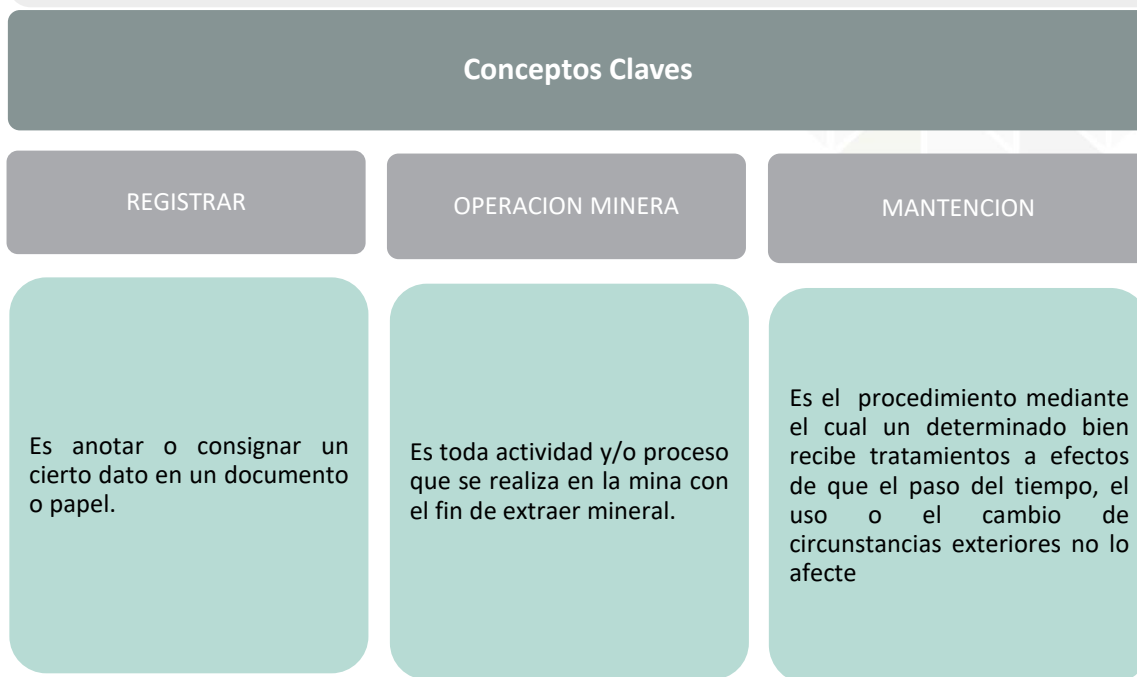 Conceptos Claves
REGISTRAR
OPERACION MINERA
MANTENCION
Es anotar o consignar un
cierto dato en un documento
o papel.
Es toda actividad y/o proceso
que se realiza en la mina con
el fin de extraer mineral.
Es el procedimiento mediante
el cual un determinado bien
recibe tratamientos a efectos
de que el paso del tiempo, el
uso o el cambio de
circunstancias exteriores no lo
afecte